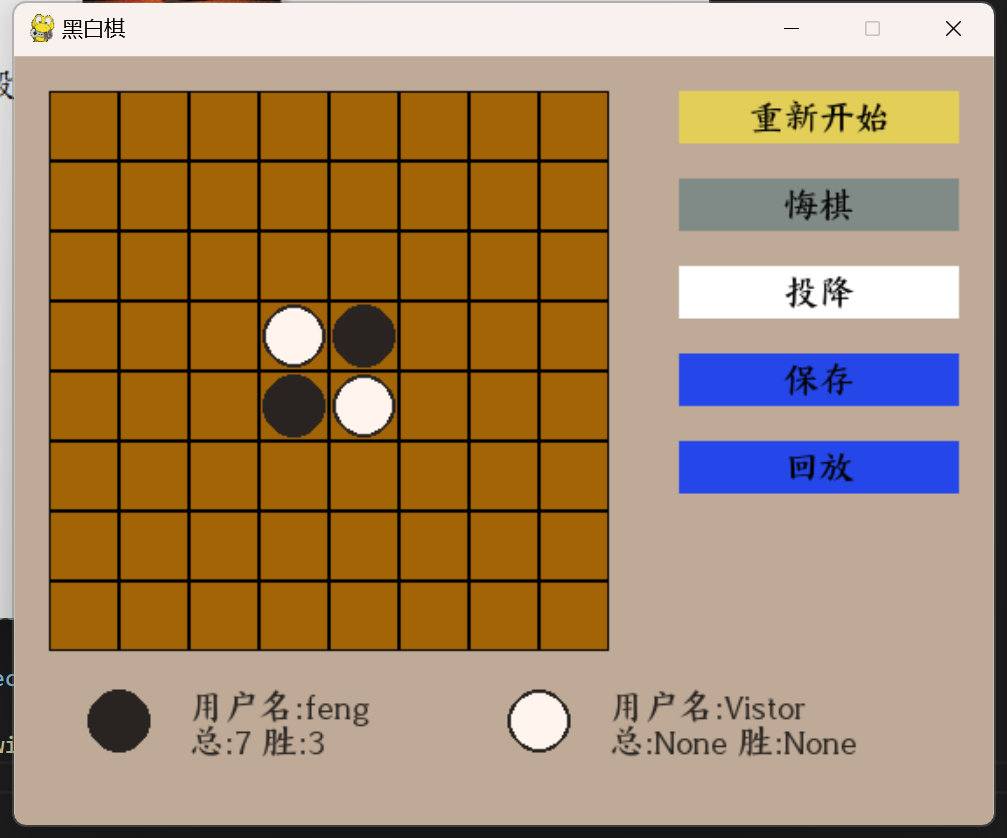 黑白棋
重新开始
悔棋
投降
保存
回放
用户名:feng
总:7 胜:3
用户名:Vistor
总:None 胜:None